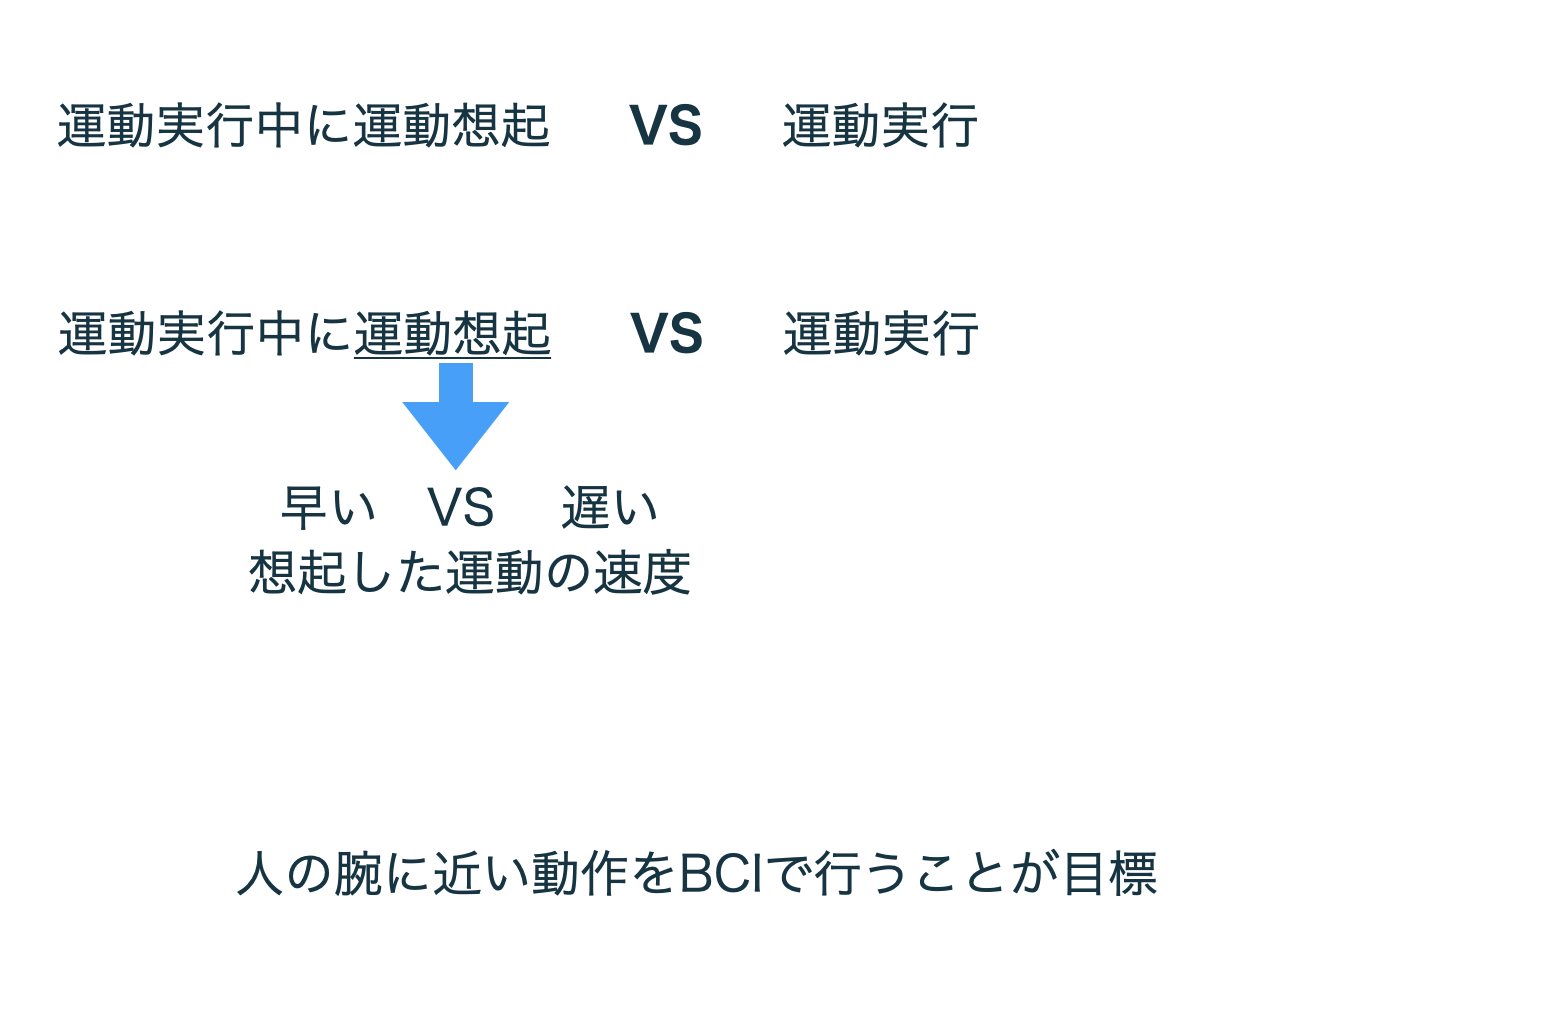 運動実行中に運動想起 VS 運動実行
運動実行中に運動想起 VS 運動実行
早い VS 遅い
想起した運動の速度
人の腕に近い動作をBCIで行うことが目標